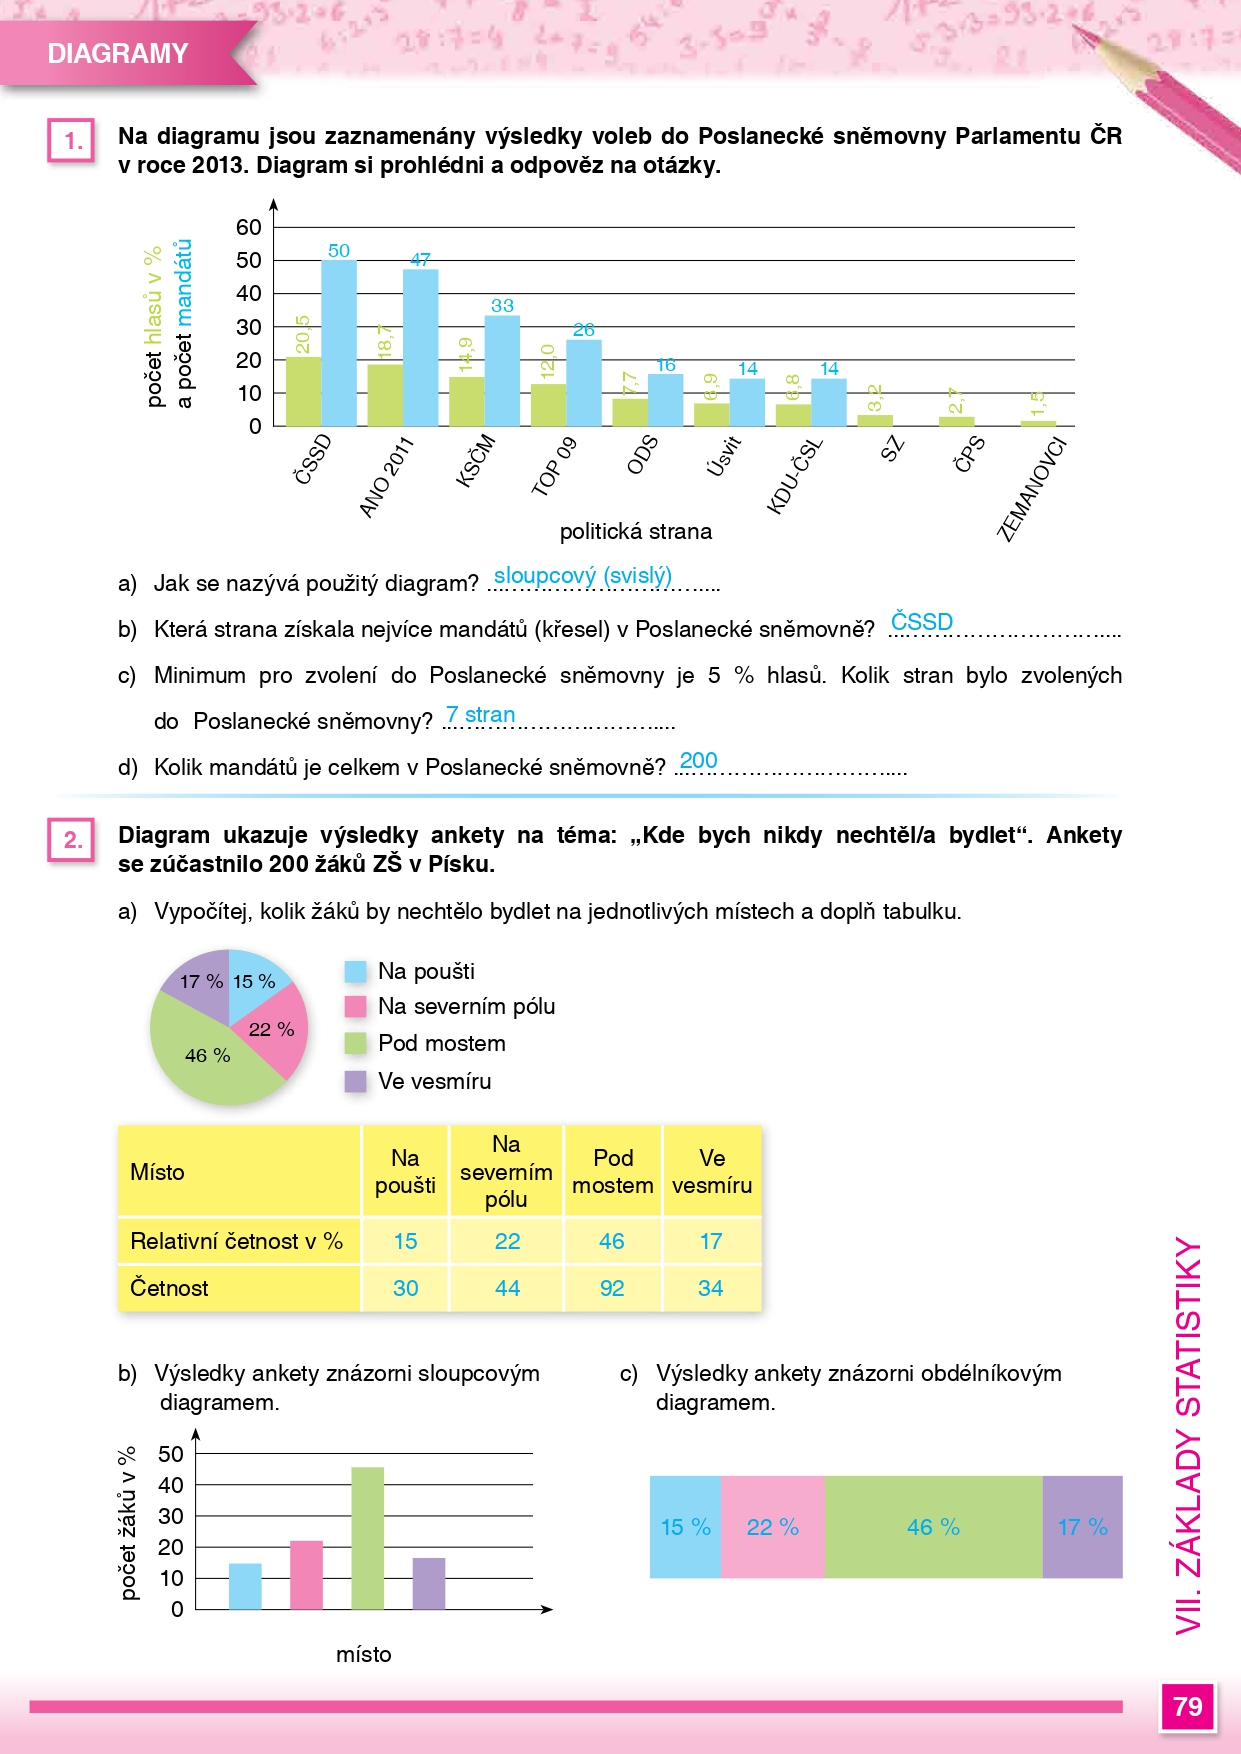 DIAGRAMY
1. Na diagramu jsou zaznamenány výsledky voleb do Poslanecké sněmovny Parlamentu ČR
v roce 2013. Diagram si prohlédni a odpověz na otázky.
počet hlasů v %
a počet mandátů
60
50
40
30
20
10
0
20,5 50
18,7 47
14,9 33
12,0 26
7,7 16
6,9 14
6,8 14
3,2
2,7
1,5
ČSSD
ANO 2011
KSČM
TOP 09
ODS
Úsvit
KDU-ČSL
SZ
ČPS
ZEMANOVCI
politická strana
a) Jak se nazývá použitý diagram? sloupcový (svislý)
b) Která strana získala nejvíce mandátů (křesel) v Poslanecké sněmovně? ČSSD
c) Minimum pro zvolení do Poslanecké sněmovny je 5 % hlasů. Kolik stran bylo zvolených
do Poslanecké sněmovny? 7 stran
d) Kolik mandátů je celkem v Poslanecké sněmovně? 200
2. Diagram ukazuje výsledky ankety na téma: „Kde bych nikdy nechtěl/a bydlet“. Ankety
se zúčastnilo 200 žáků ZŠ v Písku.
a) Vypočítej, kolik žáků by nechtělo bydlet na jednotlivých místech a doplň tabulku.
17 % 15 %
22 %
46 %
Na poušti
Na severním pólu
Pod mostem
Ve vesmíru
Místo Na poušti Na severním pólu Pod mostem Ve vesmíru
Relativní četnost v % 15 22 46 17
Četnost 30 44 92 34
b) Výsledky ankety znázorni sloupcovým
diagramem.
počet žáků v %
50
40
30
20
10
0
místo
c) Výsledky ankety znázorni obdélníkovým
diagramem.
15 % 22 % 46 % 17 %
VII. ZÁKLADY STATISTIKY
79